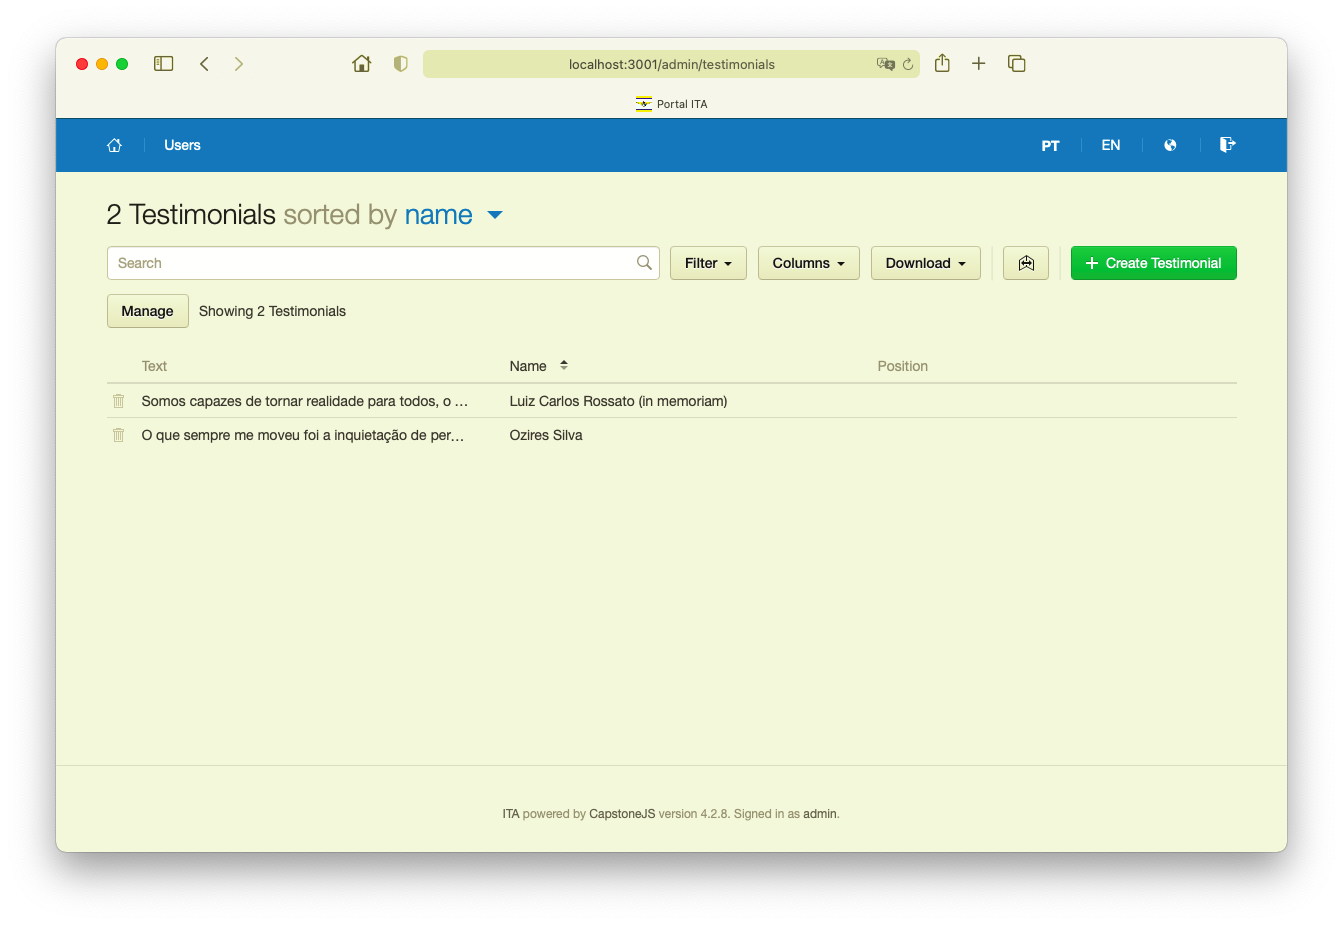 localhost:3001/admin/testimonials
Portal ITA
Users PT EN
2 Testimonials sorted by name
Search Filter Columns Download + Create Testimonial
Manage Showing 2 Testimonials
Text Name Position
Somos capazes de tornar realidade para todos, o ... Luiz Carlos Rossato (in memoriam)
O que sempre me moveu foi a inquietação de per... Ozires Silva
ITA powered by CapstoneJS version 4.2.8. Signed in as admin.